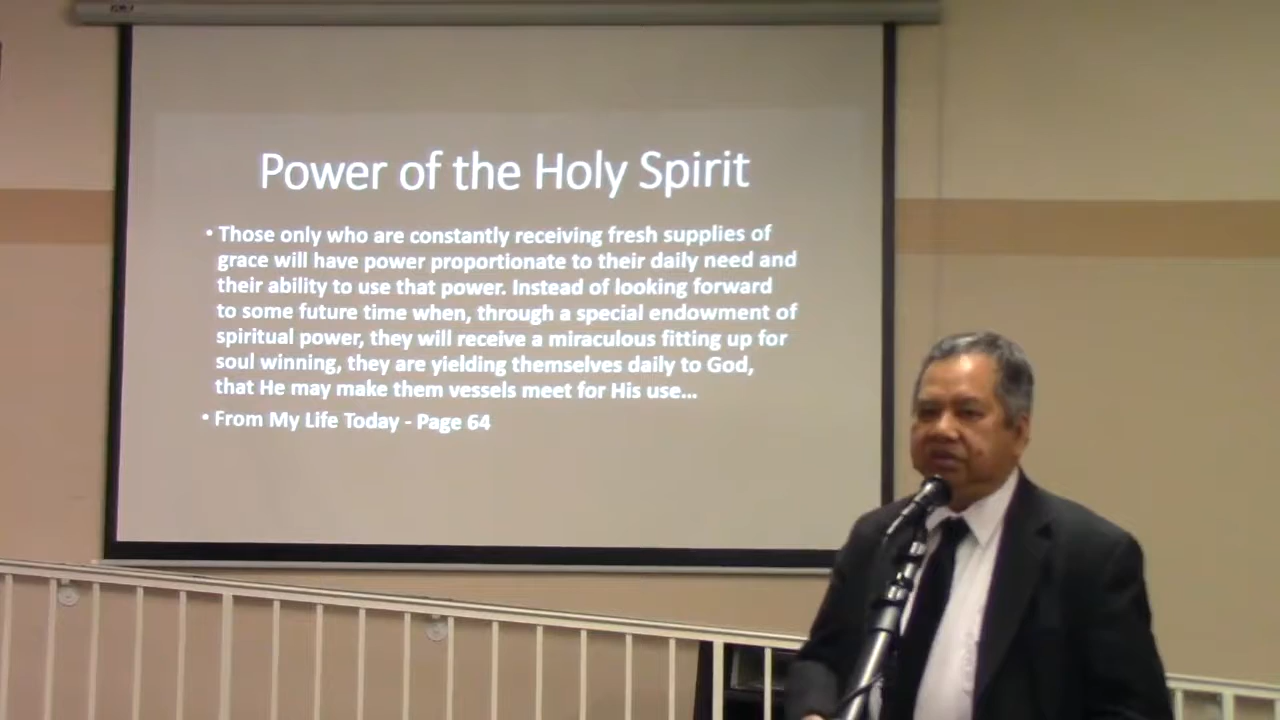 Power of the Holy Spirit
• Those only who are constantly receiving fresh supplies of
grace will have power proportionate to their daily need and
their ability to use that power. Instead of looking forward
to some future time when, through a special endowment of
spiritual power, they will receive a miraculous fitting up for
soul winning, they are yielding themselves daily to God,
that He may make them vessels meet for His use...
• From My Life Today - Page 64